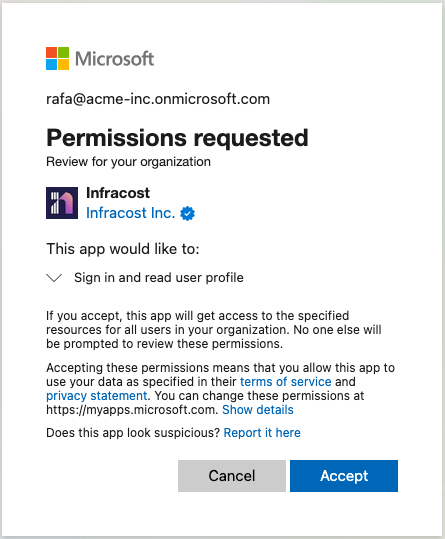 Microsoft
rafa@acme-inc.onmicrosoft.com
Permissions requested
Review for your organization
Infracost
Infracost Inc.
This app would like to:
Sign in and read user profile
If you accept, this app will get access to the specified
resources for all users in your organization. No one else will
be prompted to review these permissions.
Accepting these permissions means that you allow this app to
use your data as specified in their terms of service and
privacy statement. You can change these permissions at
https://myapps.microsoft.com. Show details
Does this app look suspicious? Report it here
Cancel Accept